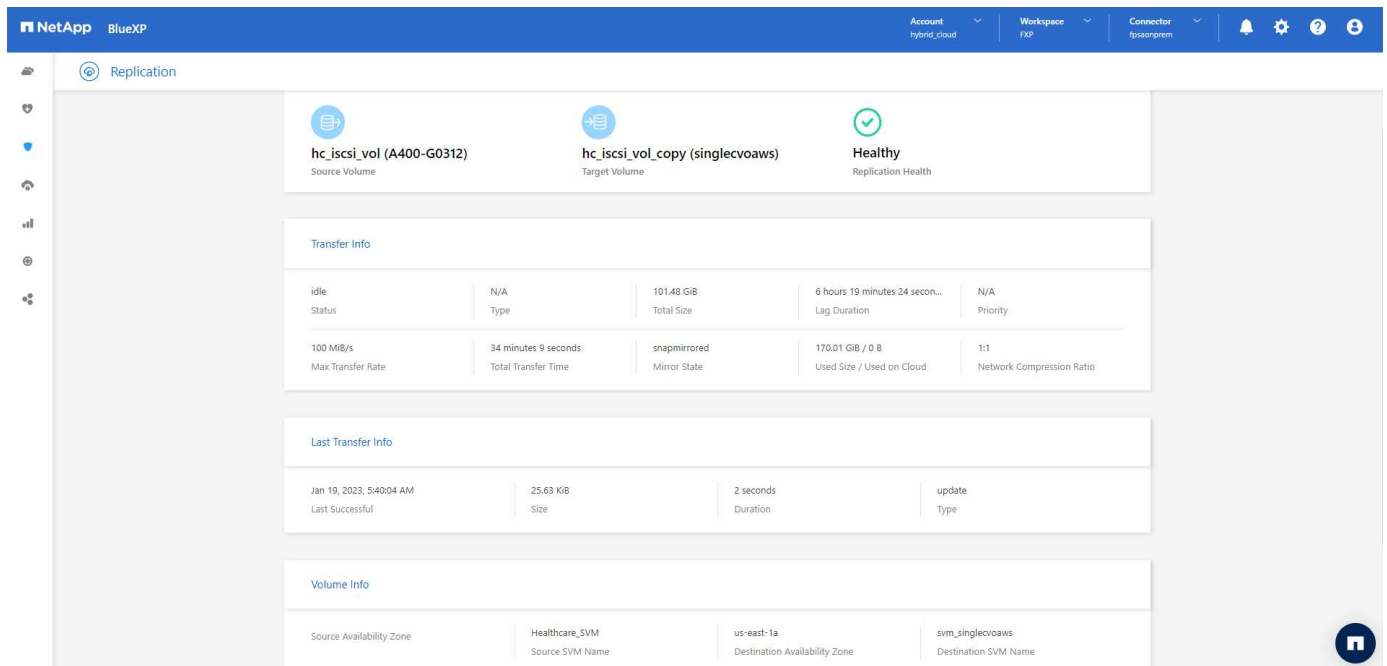 NetApp BlueXP
Account
hybrid_cloud
Workspace
FXP
Connector
fpsaonprem
Replication
hc_iscsi_vol (A400-G0312)
Source Volume
hc_iscsi_vol_copy (singlecvoaws)
Target Volume
Healthy
Replication Health
Transfer Info
idle
Status
N/A
Type
101.48 GiB
Total Size
6 hours 19 minutes 24 secon...
Lag Duration
N/A
Priority
100 MiB/s
Max Transfer Rate
34 minutes 9 seconds
Total Transfer Time
snapmirrored
Mirror State
170.01 GiB / 0 B
Used Size / Used on Cloud
1:1
Network Compression Ratio
Last Transfer Info
Jan 19, 2023, 5:40:04 AM
Last Successful
25.63 KiB
Size
2 seconds
Duration
update
Type
Volume Info
Source Availability Zone
Healthcare_SVM
Source SVM Name
us-east-1a
Destination Availability Zone
svm_singlecvoaws
Destination SVM Name